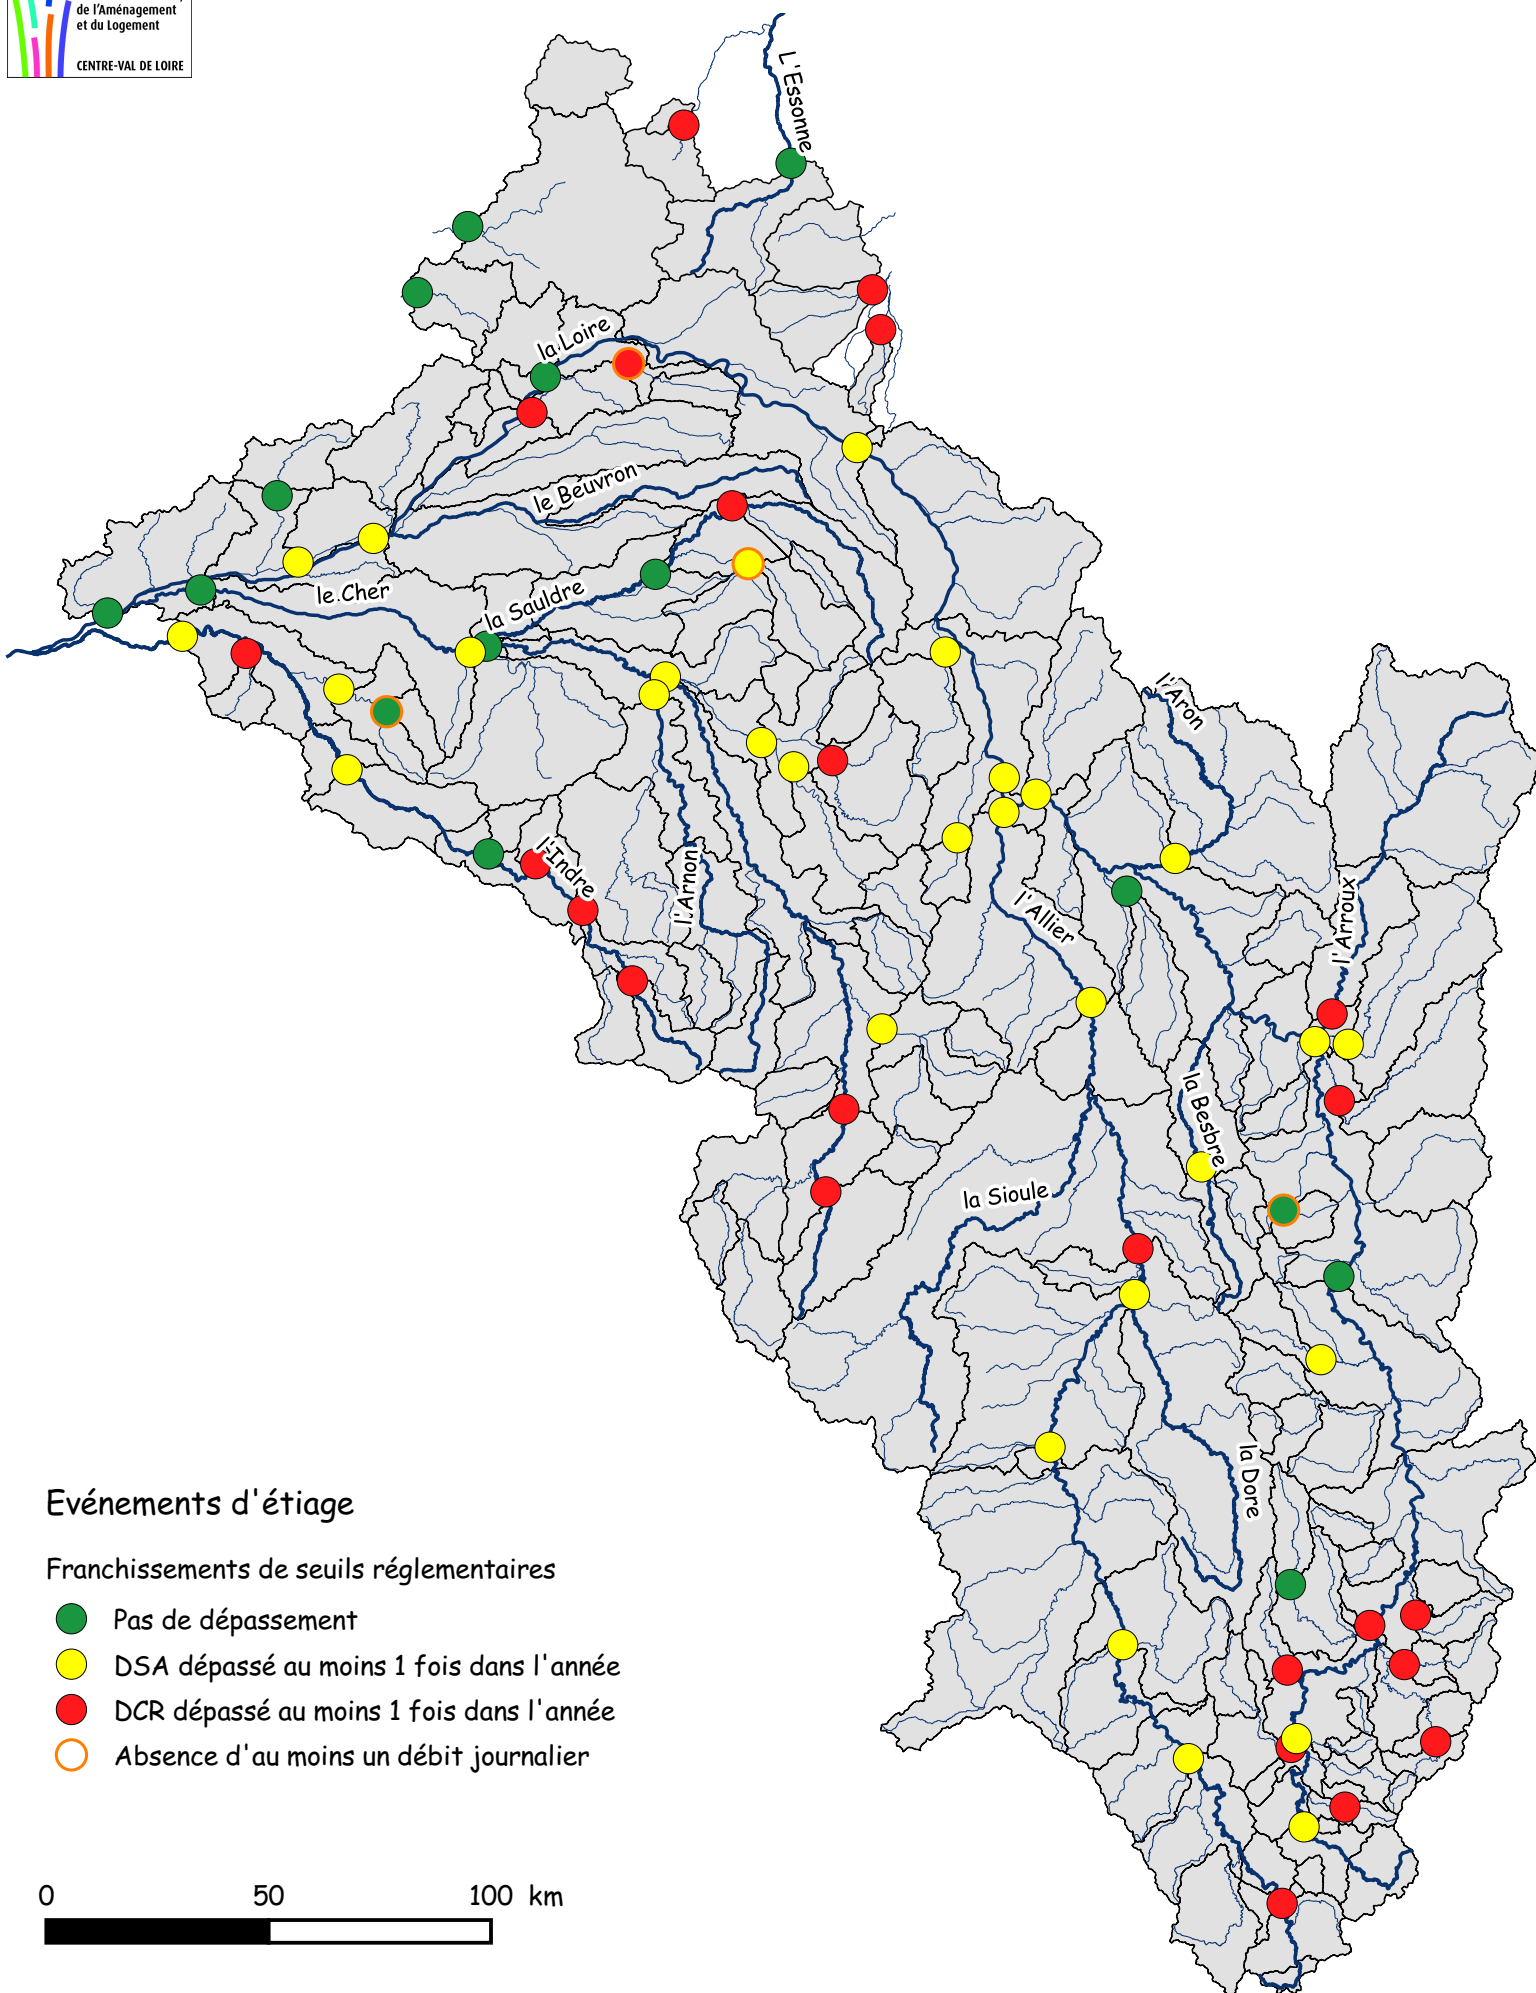 de l'Aménagement
et du Logement
CENTRE-VAL DE LOIRE
L'Essonne
la Loire
le Beuvron
le Cher
la Sauldre
l'Aron
l'Indre
l'Arnon
l'Allier
l'Arroux
la Besbre
la Sioule
la Dore
Evénements d'étiage
Franchissements de seuils réglementaires
Pas de dépassement
DSA dépassé au moins 1 fois dans l'année
DCR dépassé au moins 1 fois dans l'année
Absence d'au moins un débit journalier
0 50 100 km